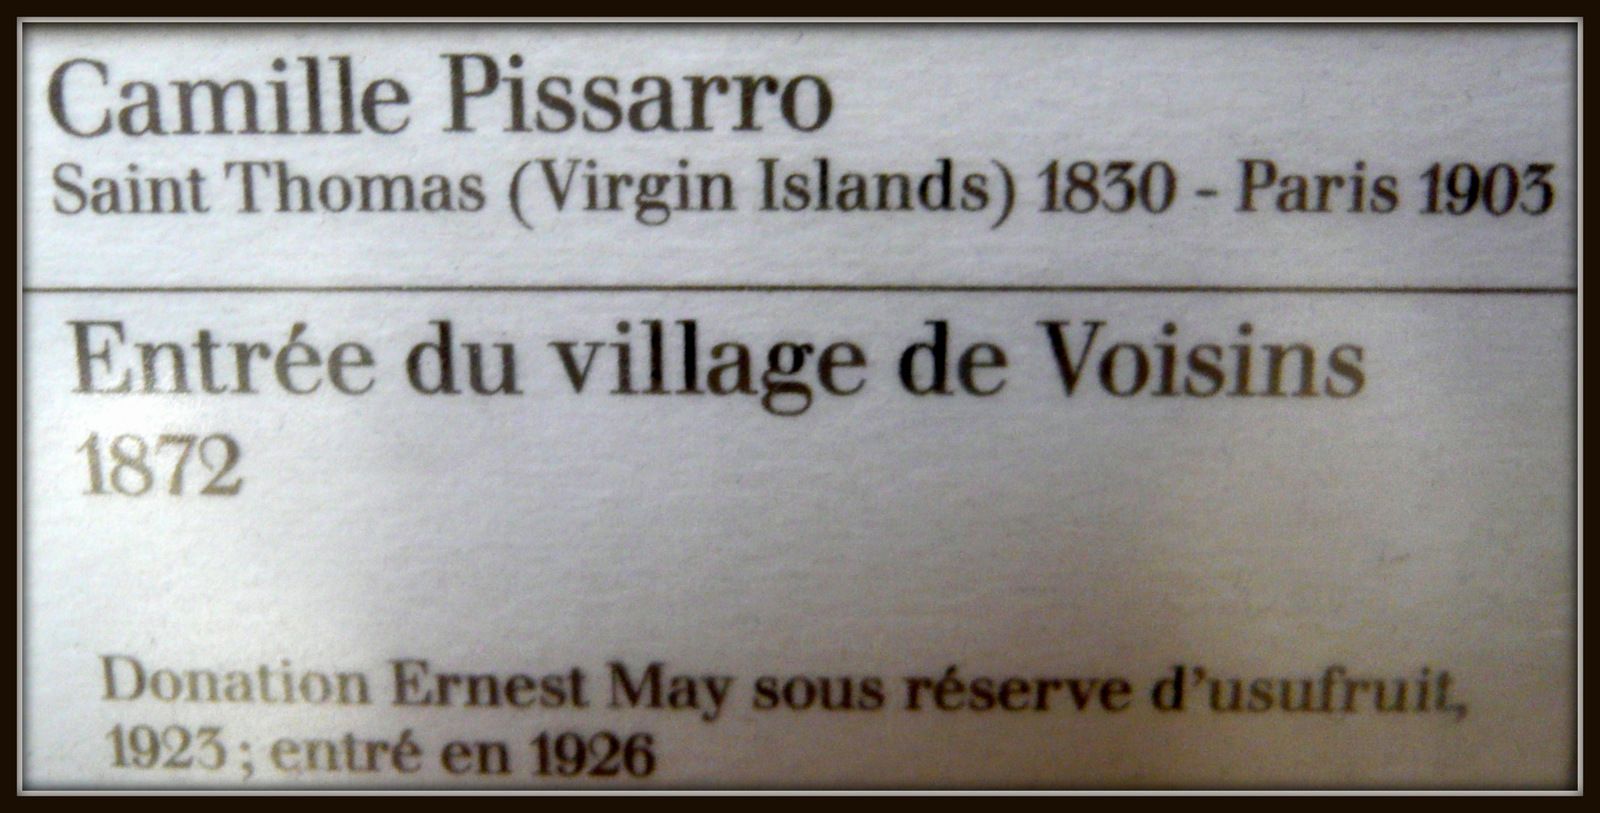 Camille Pissarro
Saint Thomas (Virgin Islands) 1830 - Paris 1903
Entrée du village de Voisins
1872
Donation Ernest May sous réserve d'usufruit,
1923 ; entré en 1926